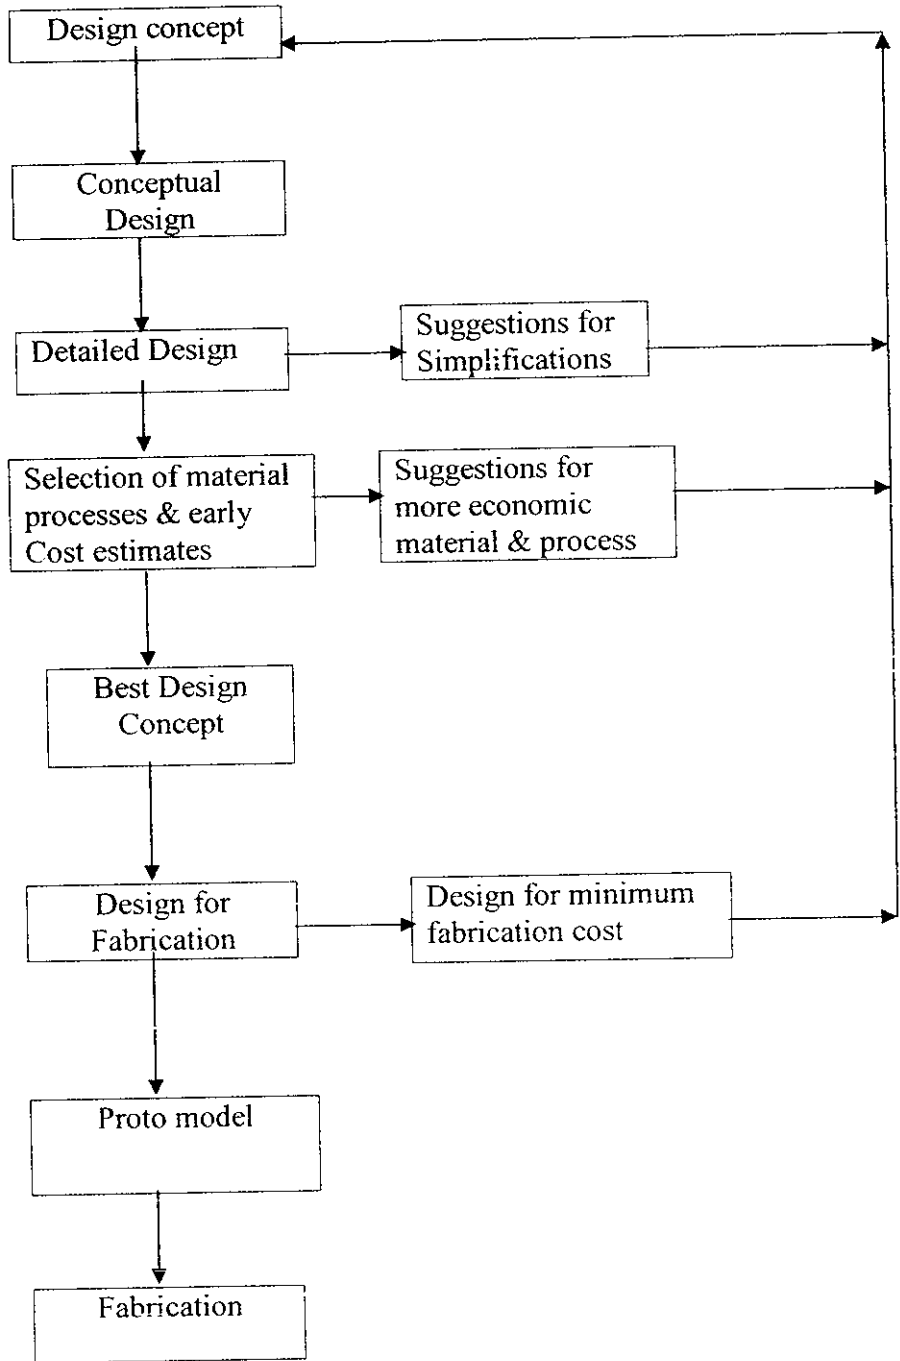 Design concept
Conceptual
Design
Detailed Design
Suggestions for
Simplifications
Selection of material
processes & early
Cost estimates
Suggestions for
more economic
material & process
Best Design
Concept
Design for
Fabrication
Design for minimum
fabrication cost
Proto model
Fabrication